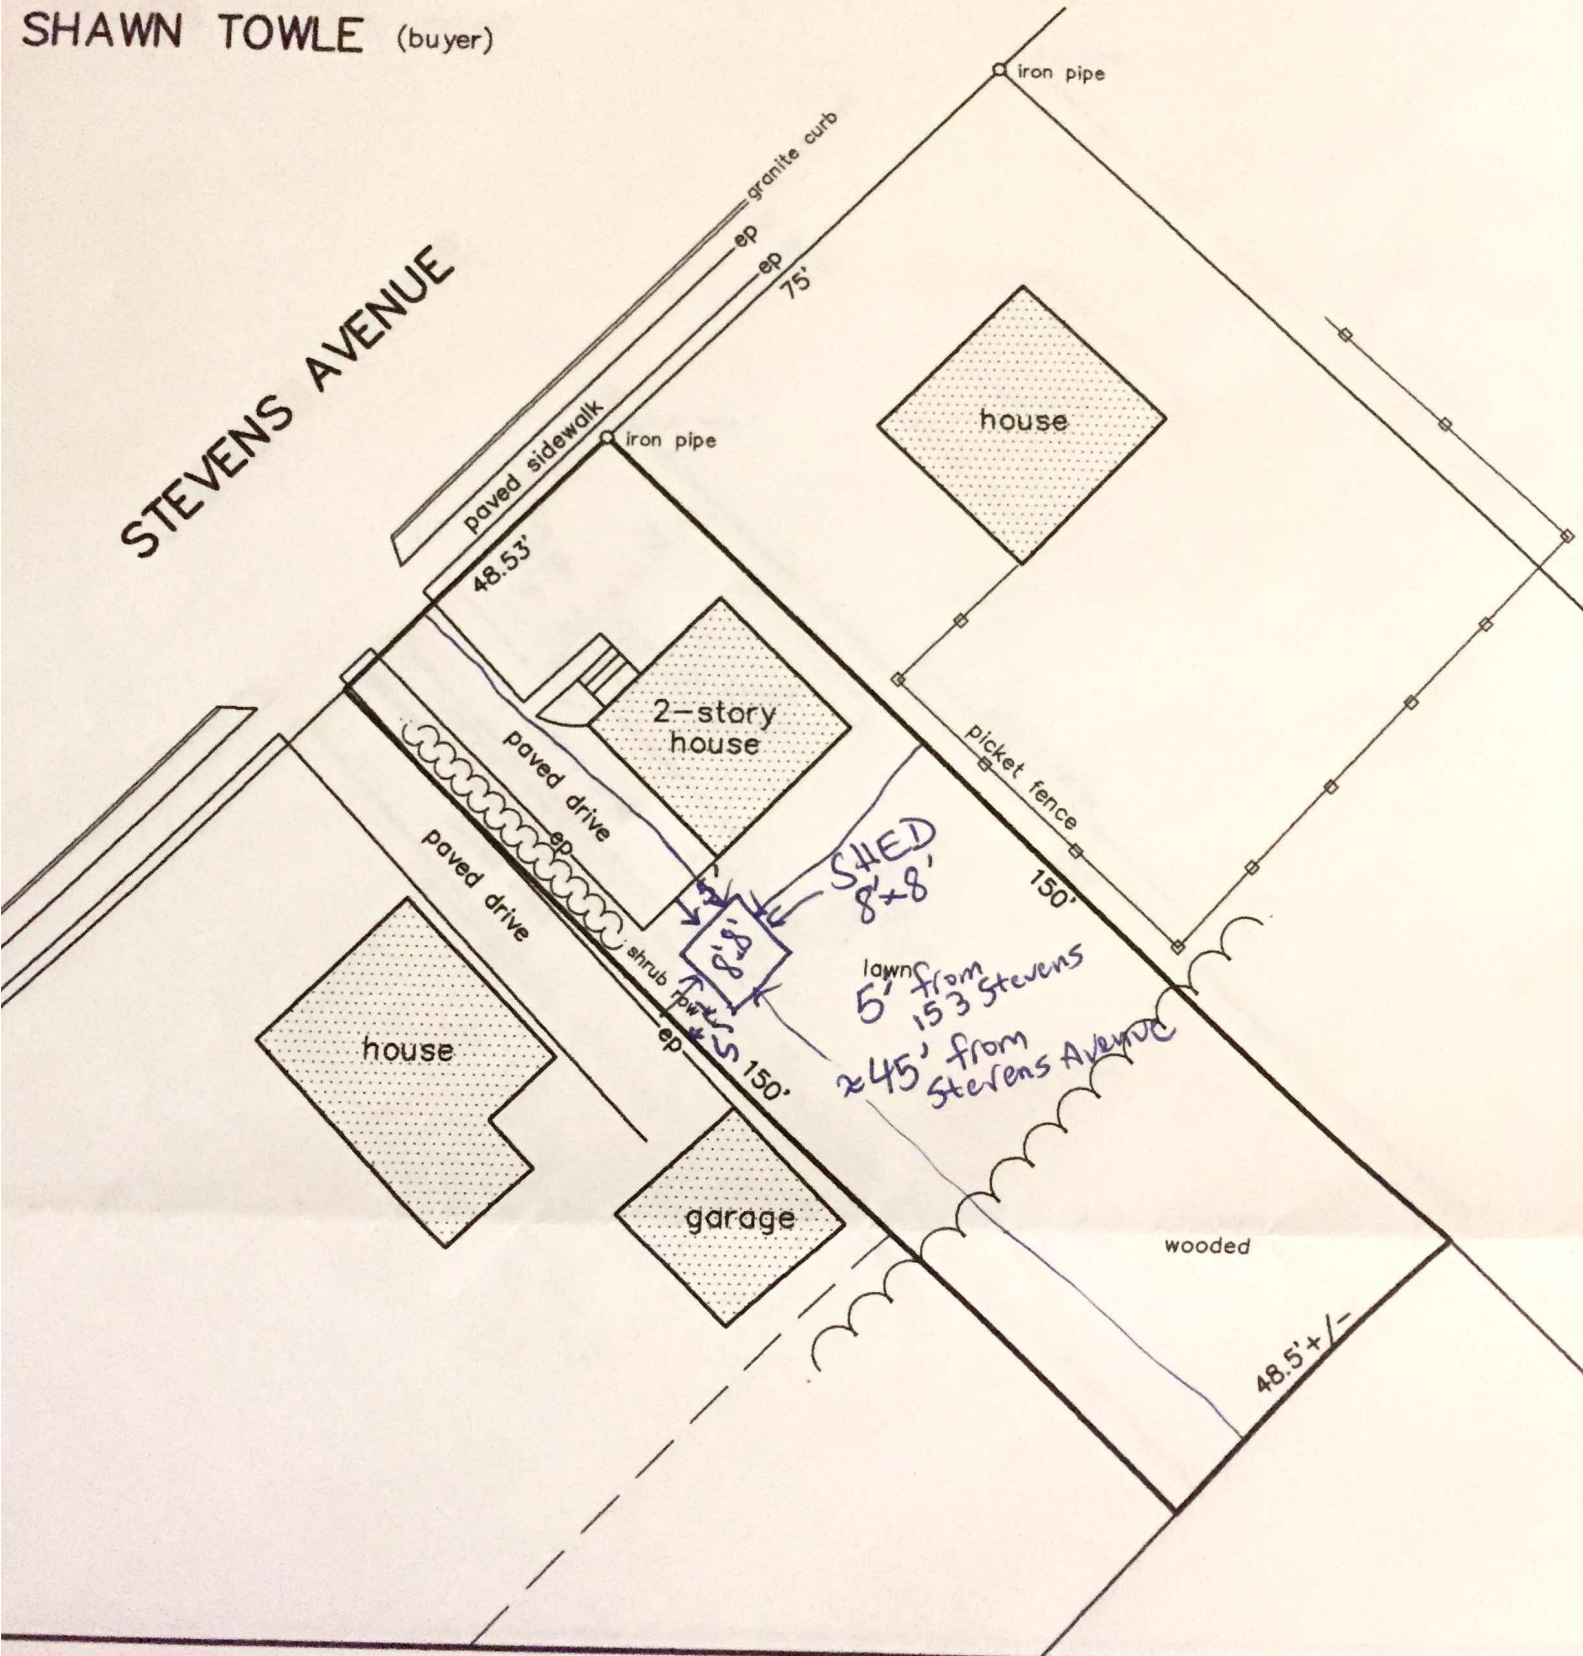 SHAWN TOWLE (buyer)
iron pipe
granite curb
ep
ep
75'
STEVENS AVENUE
house
paved sidewalk
iron pipe
48.53'
2-story
house
paved drive
picket fence
ep
paved drive
SHED
8'x8'
150'
5'
8'
8'
lawn
5' from
153 Stevens
≈45' from
Stevens Avenue
shrub row
5'
ep
150'
house
garage
wooded
48.5'+/-